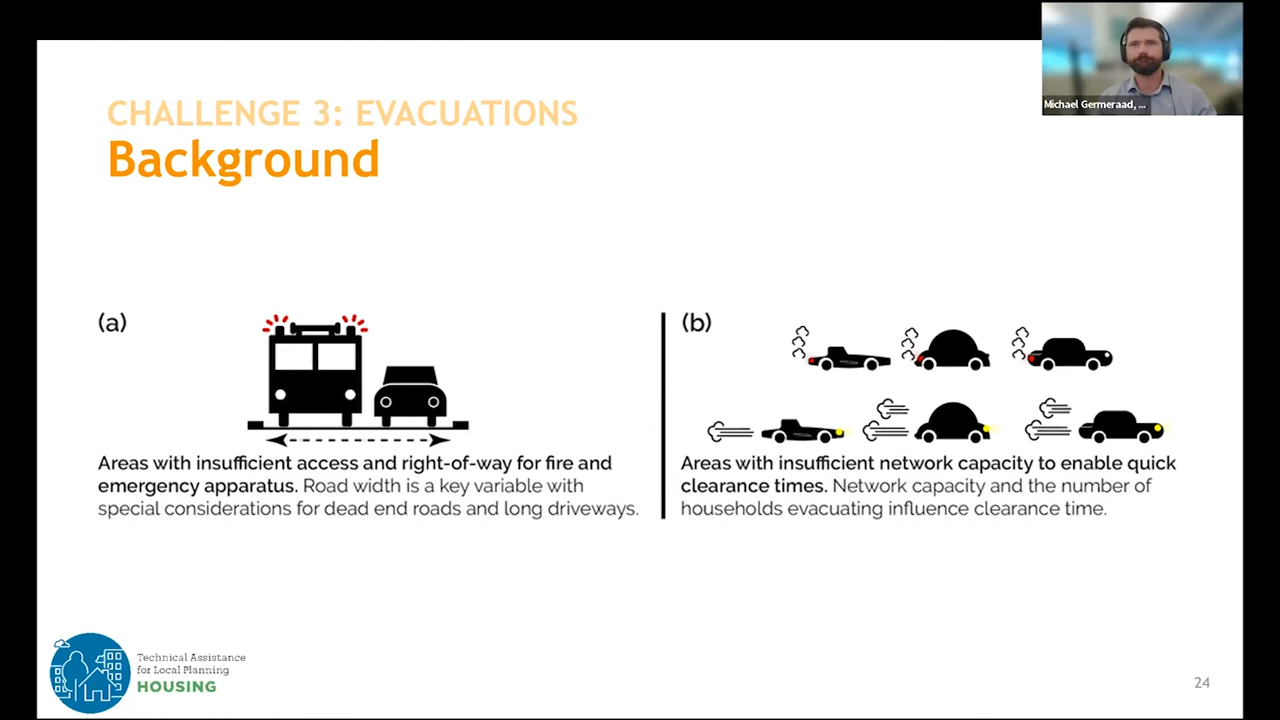 Michael Germeraad, ...
CHALLENGE 3: EVACUATIONS
Background
(a)
Areas with insufficient access and right-of-way for fire and
emergency apparatus. Road width is a key variable with
special considerations for dead end roads and long driveways.
(b)
Areas with insufficient network capacity to enable quick
clearance times. Network capacity and the number of
households evacuating influence clearance time.
Technical Assistance
for Local Planning
HOUSING
24